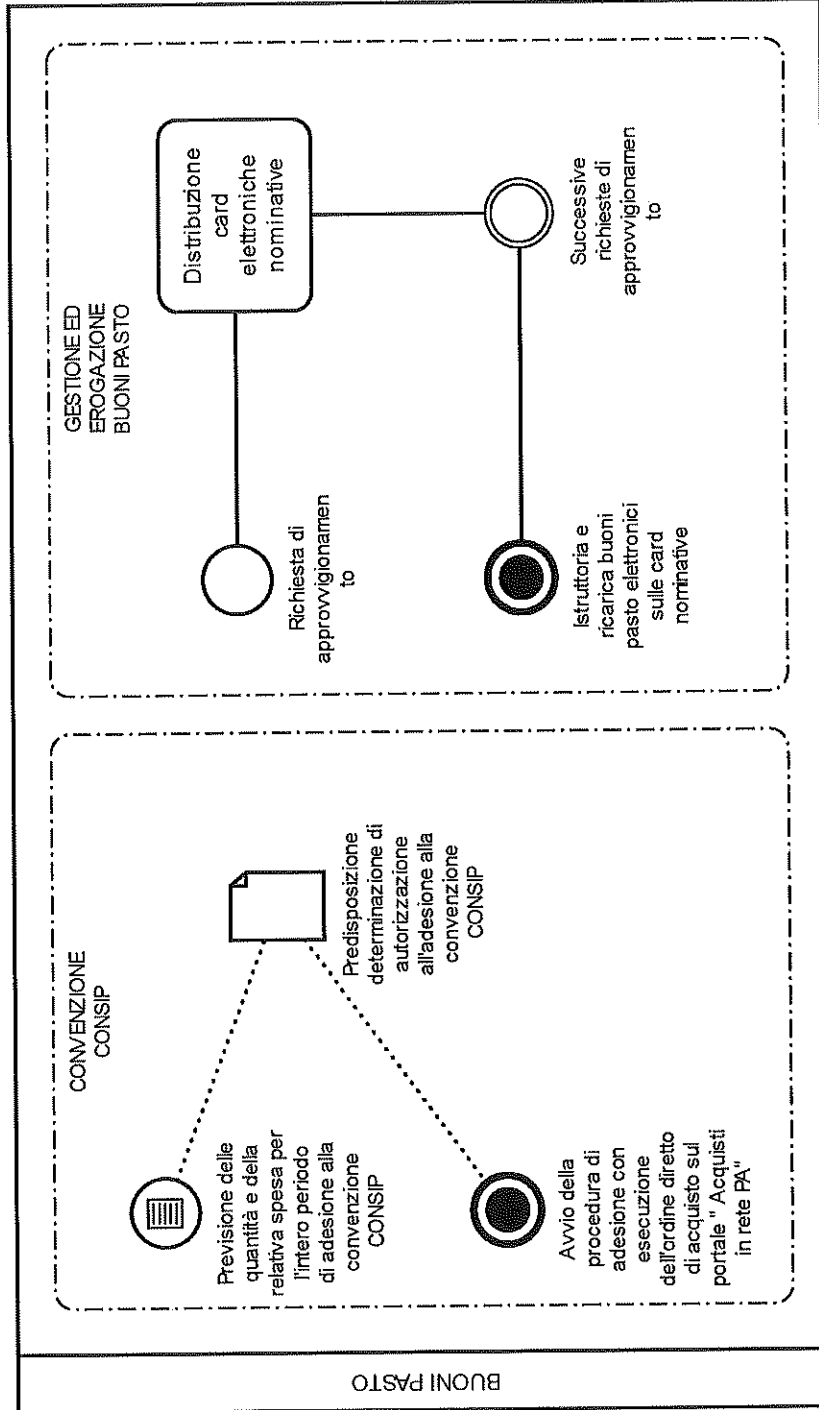 BUONI PASTO
CONVENZIONE
CONSIP
Previsione delle
quantità e della
relativa spesa per
l'intero periodo
di adesione alla
convenzione
CONSIP
Predisposizione
determinazione di
autorizzazione
all'adesione alla
convenzione
CONSIP
Avvio della
procedura di
adesione con
esecuzione
dell'ordine diretto
di acquisto sul
portale " Acquisti
in rete PA"
GESTIONE ED
EROGAZIONE
BUONI PASTO
Richiesta di
approvvigionamen
to
Distribuzione
card
elettroniche
nominative
Istruttoria e
ricarica buoni
pasto elettronici
sulle card
nominative
Successive
richieste di
approvvigionamen
to